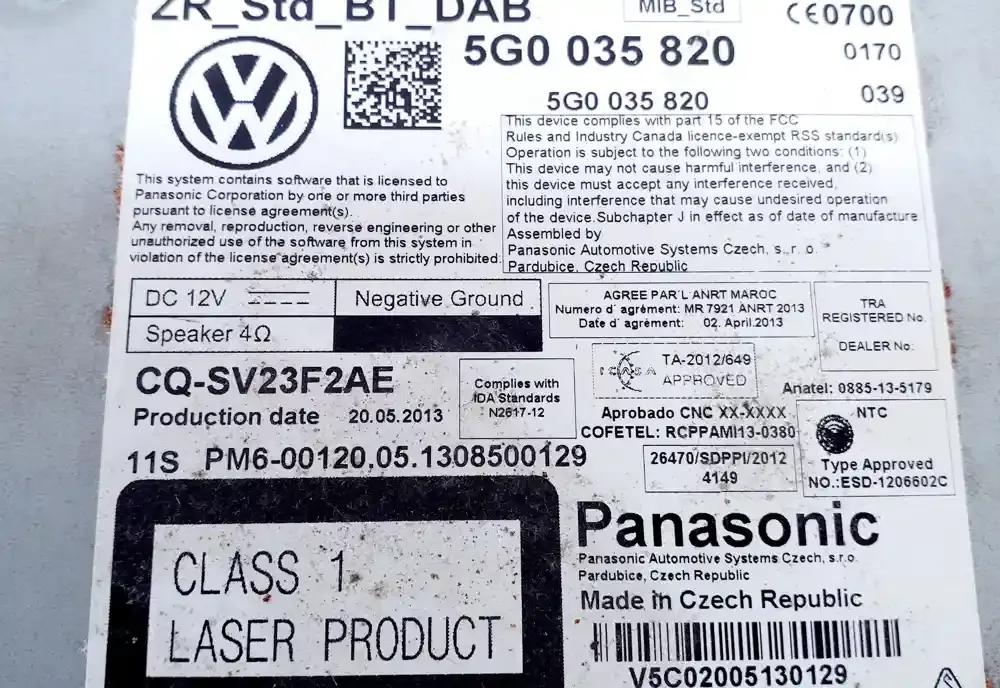 ZR_Std_BT_DAB
MIB_Std
CE0700
5G0 035 820
0170
5G0 035 820
039
This system contains software that is licensed to
Panasonic Corporation by one or more third parties
pursuant to license agreement(s).
Any removal, reproduction, reverse engineering or other
unauthorized use of the software from this system in
violation of the license agreement(s) is strictly prohibited.
This device complies with part 15 of the FCC
Rules and Industry Canada licence-exempt RSS standard(s)
Operation is subject to the following two conditions: (1)
This device may not cause harmful interference, and (2)
this device must accept any interference received,
including interference that may cause undesired operation
of the device.Subchapter J in effect as of date of manufacture
Assembled by
Panasonic Automotive Systems Czech, s.r.o.
Pardubice, Czech Republic
DC 12V
Negative Ground
Speaker 4Ω
AGREE PAR'L ANRT MAROC
Numero d'agrément: MR 7921 ANRT 2013
Date d'agrément: 02. April.2013
TRA
REGISTERED No.
DEALER No.
CQ-SV23F2AE
Production date 20.05.2013
Complies with
IDA Standards
N2617-12
ICASA
TA-2012/649
APPROVED
Anatel: 0885-13-5179
Aprobado CNC XX-XXXX
COFETEL: RCPPAMI13-0380
NTC
Type Approved
NO.:ESD-1206602C
11S PM6-00120.05.1308500129
26470/SDPPI/2012
4149
CLASS 1
LASER PRODUCT
Panasonic
Panasonic Automotive Systems Czech, s.r.o.
Pardubice, Czech Republic
Made in Czech Republic
V5C02005130129